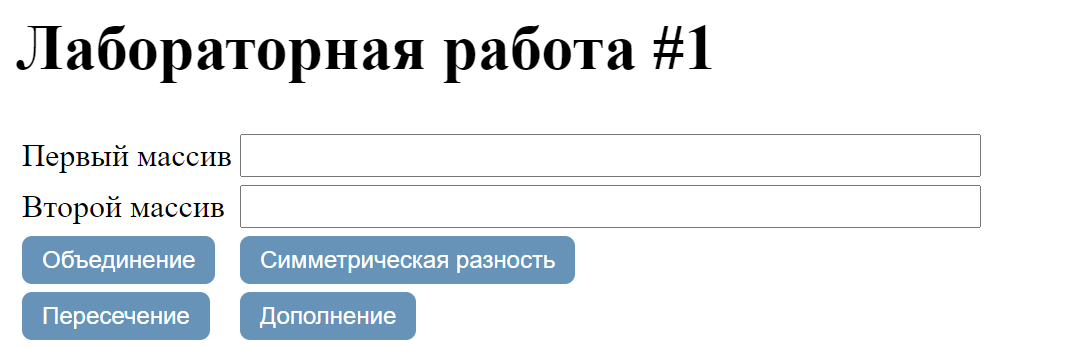 Лабораторная работа #1
Первый массив
Второй массив
Объединение Симметрическая разность
Пересечение Дополнение